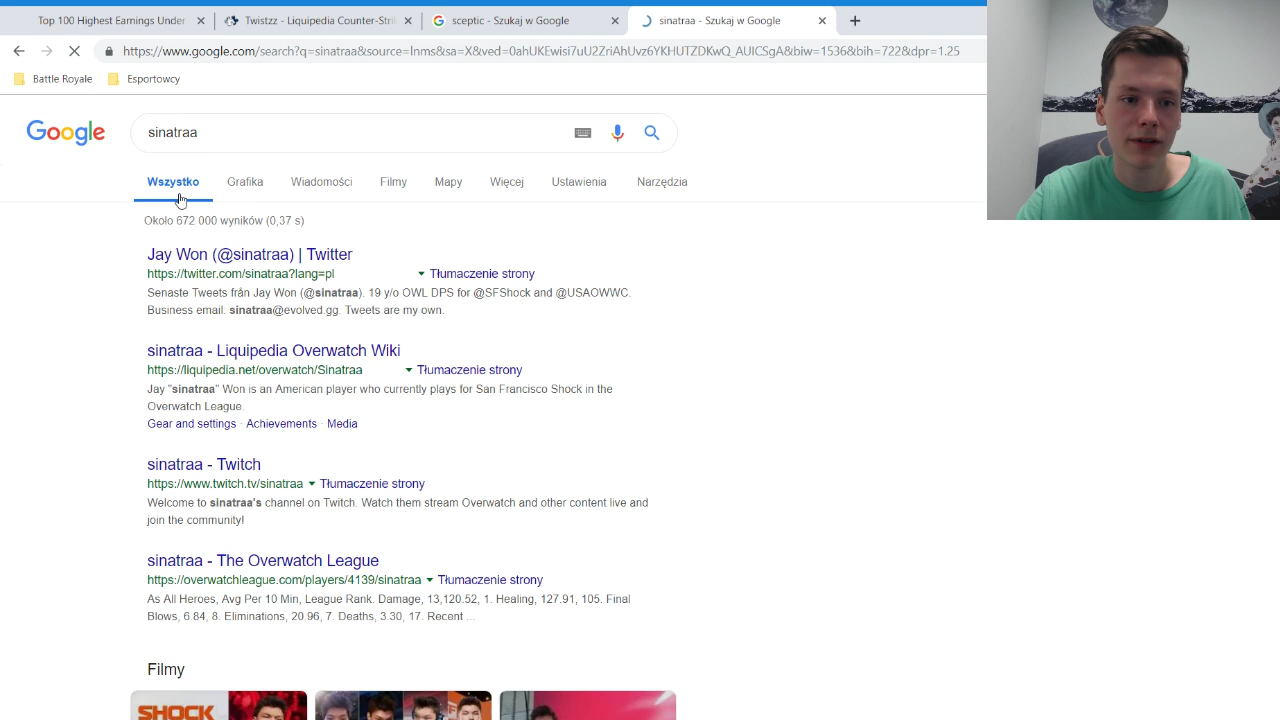 Top 100 Highest Earnings Under
Twistzz - Liquipedia Counter-Stri
sceptic - Szukaj w Google
sinatraa - Szukaj w Google
https://www.google.com/search?q=sinatraa&source=lnms&sa=X&ved=0ahUKEwisi7uU2ZriAhUvz6YKHUTZDKwQ_AUICSgA&biw=1536&bih=722&dpr=1.25
Battle Royale
Esportowcy
Google
sinatraa
Wszystko Grafika Wiadomości Filmy Mapy Więcej Ustawienia Narzędzia
Około 672 000 wyników (0,37 s)
Jay Won (@sinatraa) | Twitter
https://twitter.com/sinatraa?lang=pl Tłumaczenie strony
Senaste Tweets från Jay Won (@sinatraa). 19 y/o OWL DPS for @SFShock and @USAOWWC.
Business email: sinatraa@evolved.gg. Tweets are my own.
sinatraa - Liquipedia Overwatch Wiki
https://liquipedia.net/overwatch/Sinatraa Tłumaczenie strony
Jay "sinatraa" Won is an American player who currently plays for San Francisco Shock in the
Overwatch League.
Gear and settings · Achievements · Media
sinatraa - Twitch
https://www.twitch.tv/sinatraa Tłumaczenie strony
Welcome to sinatraa's channel on Twitch. Watch them stream Overwatch and other content live and
join the community!
sinatraa - The Overwatch League
https://overwatchleague.com/players/4139/sinatraa Tłumaczenie strony
As All Heroes, Avg Per 10 Min, League Rank. Damage, 13,120.52, 1. Healing, 127.91, 105. Final
Blows, 6.84, 8. Eliminations, 20.96, 7. Deaths, 3.30, 17. Recent ...
Filmy
SHOCK